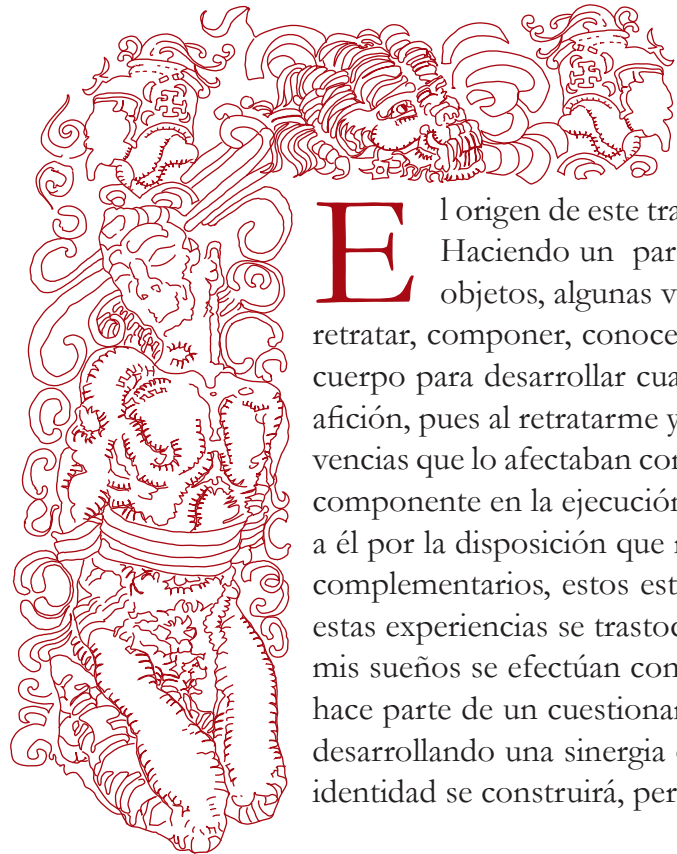 El origen de este tra
Haciendo un par
objetos, algunas v
retratar, componer, conoce
cuerpo para desarrollar cua
afición, pues al retratarme y
vencias que lo afectaban con
componente en la ejecución
a él por la disposición que
complementarios, estos est
estas experiencias se trastoc
mis sueños se efectúan con
hace parte de un cuestionar
desarrollando una sinergia
identidad se construirá, per